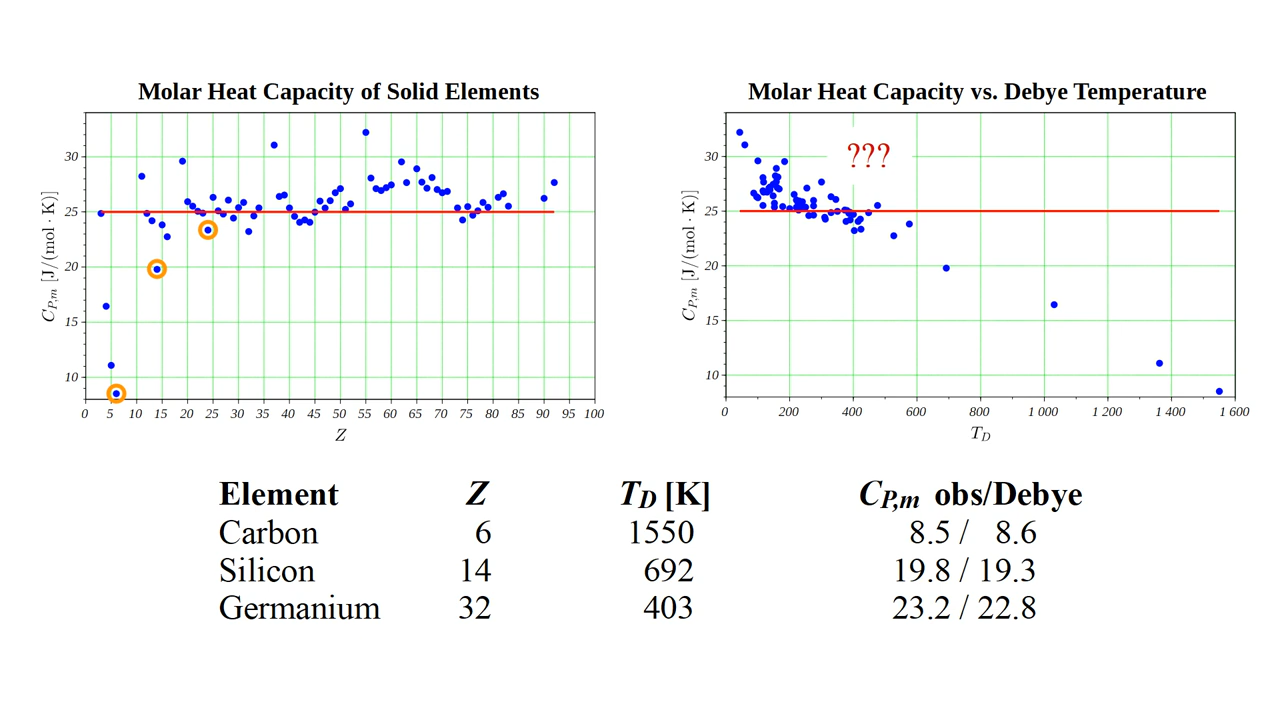 Molar Heat Capacity of Solid Elements
30
25
20
15
10
C_{P,m} [J/(mol · K)]
0 5 10 15 20 25 30 35 40 45 50 55 60 65 70 75 80 85 90 95 100
Z
Molar Heat Capacity vs. Debye Temperature
???
30
25
20
15
10
C_{P,m} [J/(mol · K)]
0 200 400 600 800 1 000 1 200 1 400 1 600
T_D
Element Z T_D [K] C_{P,m} obs/Debye
Carbon 6 1550 8.5 / 8.6
Silicon 14 692 19.8 / 19.3
Germanium 32 403 23.2 / 22.8